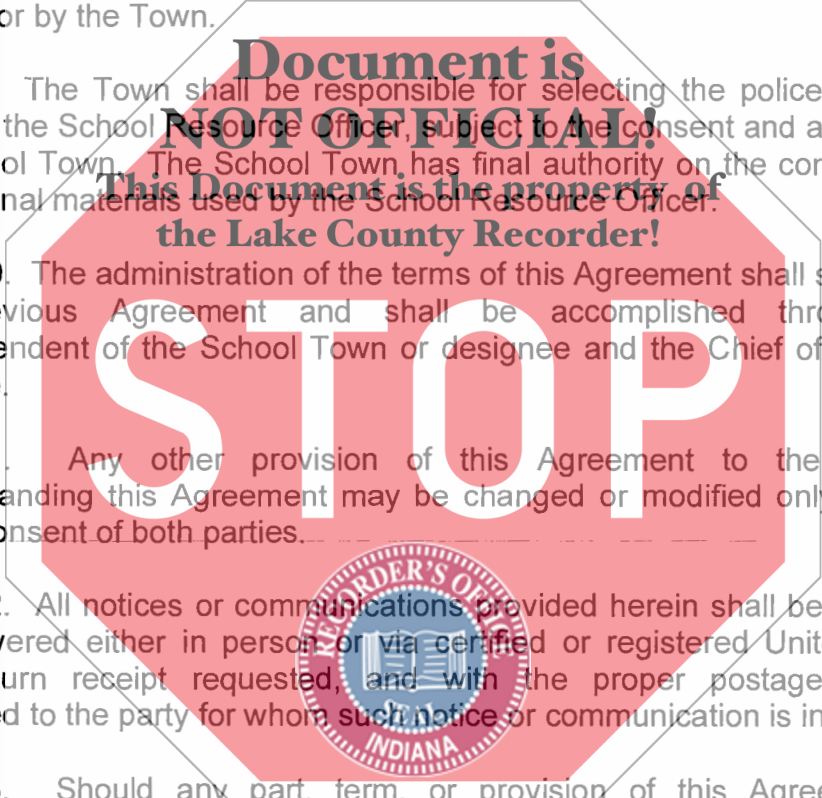 or by the Town.
Document is
The Town shall be responsible for selecting the police
NOT OFFICIAL!
the School Resource Officer, subject to the consent and a
ol Town. The School Town has final authority on the con
This Document is the property of
nal materials used by the School Resource Officer.
the Lake County Recorder!
. The administration of the terms of this Agreement shall s
vious Agreement and shall be accomplished thro
endent of the School Town or designee and the Chief of
STOP
. Any other provision of this Agreement to the
anding this Agreement may be changed or modified only
onsent of both parties.
RECORDER'S OFFICE
. All notices or communications provided herein shall be
vered either in person or via certified or registered Unit
urn receipt requested, and with the proper postage
d to the party for whom such notice or communication is in
SEAL
INDIANA
. Should any part, term, or provision of this Agree